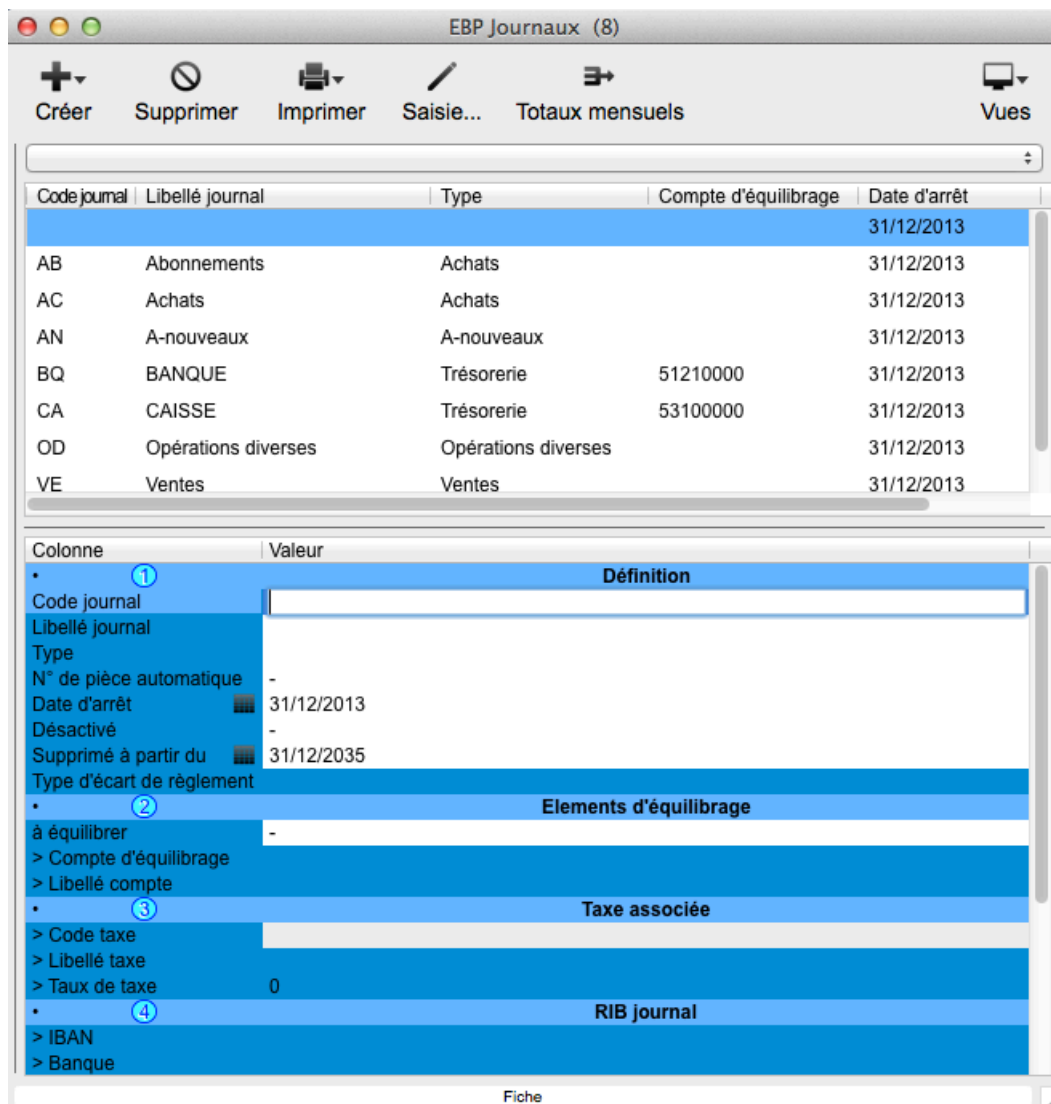 EBP Journaux (8)
Créer Supprimer Imprimer Saisie... Totaux mensuels Vues
Code journal Libellé journal Type Compte d'équilibrage Date d'arrêt
31/12/2013
AB Abonnements Achats 31/12/2013
AC Achats Achats 31/12/2013
AN A-nouveaux A-nouveaux 31/12/2013
BQ BANQUE Trésorerie 51210000 31/12/2013
CA CAISSE Trésorerie 53100000 31/12/2013
OD Opérations diverses Opérations diverses 31/12/2013
VE Ventes Ventes 31/12/2013
Colonne Valeur
• 1 Définition
Code journal
Libellé journal
Type
N° de pièce automatique -
Date d'arrêt 31/12/2013
Désactivé -
Supprimé à partir du 31/12/2035
Type d'écart de règlement
• 2 Elements d'équilibrage
à équilibrer -
> Compte d'équilibrage
> Libellé compte
• 3 Taxe associée
> Code taxe
> Libellé taxe
> Taux de taxe 0
• 4 RIB journal
> IBAN
> Banque
Fiche